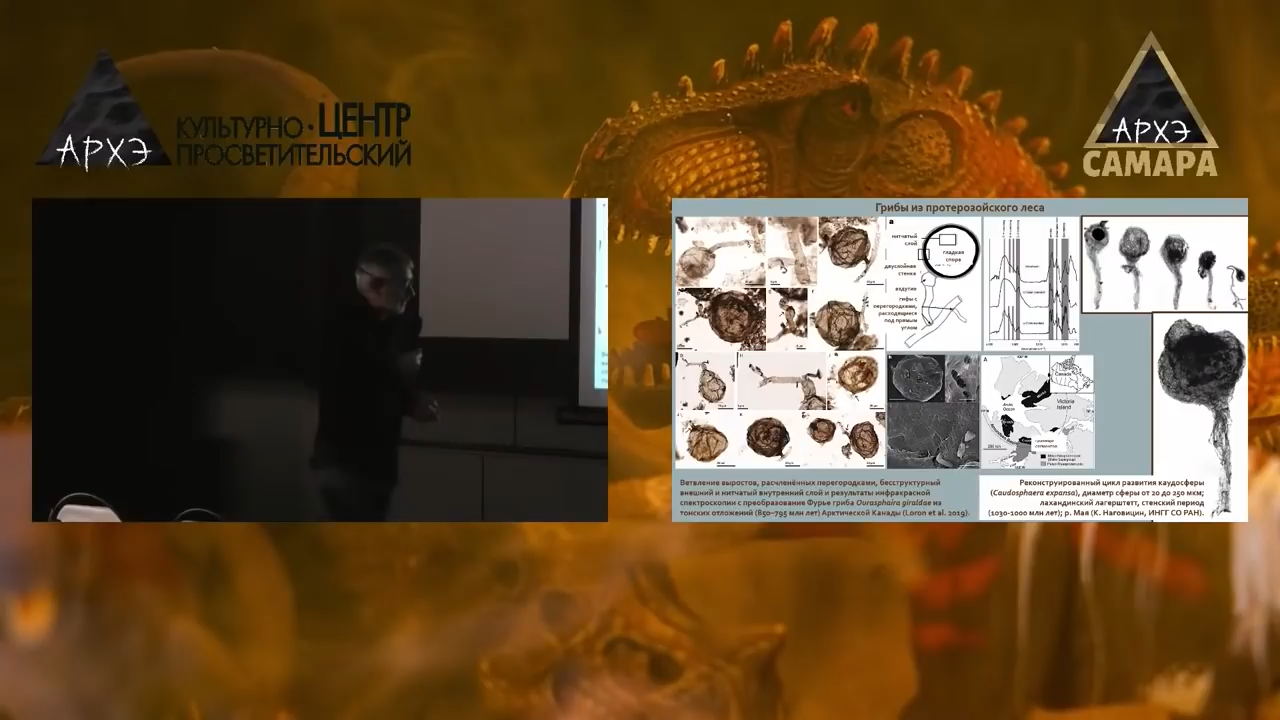 АРХЭ
КУЛЬТУРНО · ЦЕНТР
ПРОСВЕТИТЕЛЬСКИЙ
АРХЭ
САМАРА
Грибы из протерозойского леса
нитчатый
слой
гладкая
спора
двуслойная
стенка
вздутие
грибы с
перегородками,
расходящиеся
под прямым
углом
Canada
Arctic
Ocean
Victoria
Island
Ветвление выростов, расчленённых перегородками, бесструктурный
внешний и нитчатый внутренний слой и результаты инфракрасной
спектроскопии с преобразование Фурье гриба Ourasphaira giraldae из
тонских отложений (850–795 млн лет) Арктической Канады (Loron et al. 2019).
Реконструированный цикл развития каудосферы
(Caudosphaera expansa), диаметр сферы от 20 до 250 мкм;
лахандинский лагерштетт, стенский период
(1030-1000 млн лет); р. Мая (К. Наговицин, ИНГГ СО РАН).